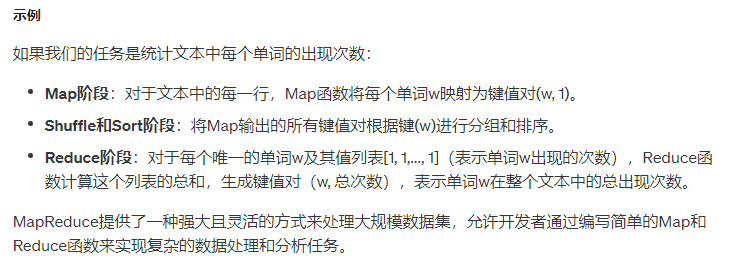 示例
如果我们的任务是统计文本中每个单词的出现次数：
• Map阶段：对于文本中的每一行，Map函数将每个单词w映射为键值对(w, 1)。
• Shuffle和Sort阶段：将Map输出的所有键值对根据键(w)进行分组和排序。
• Reduce阶段：对于每个唯一的单词w及其值列表[1, 1,..., 1]（表示单词w出现的次数），Reduce函
数计算这个列表的总和，生成键值对（w, 总次数），表示单词w在整个文本中的总出现次数。
MapReduce提供了一种强大且灵活的方式来处理大规模数据集，允许开发者通过编写简单的Map和
Reduce函数来实现复杂的数据处理和分析任务。